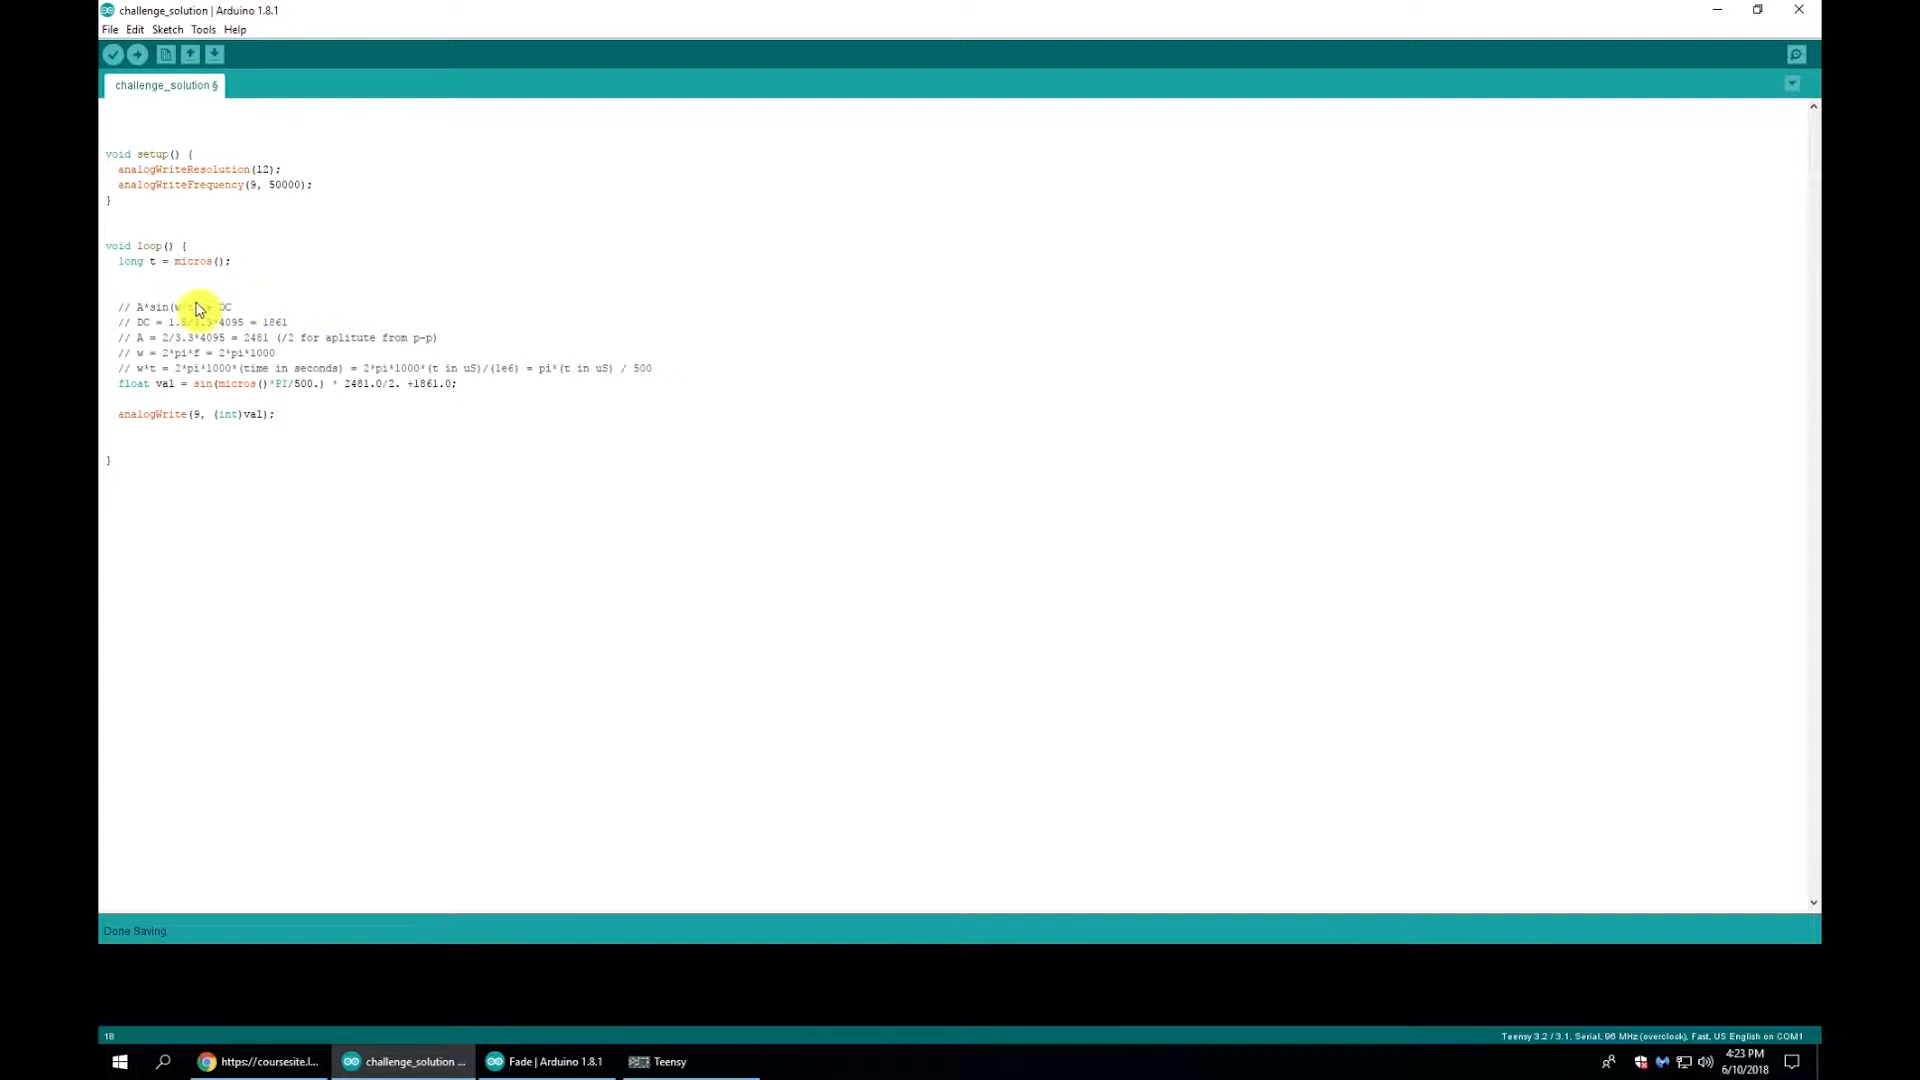 challenge_solution | Arduino 1.8.1
File Edit Sketch Tools Help
challenge_solution §
void setup() {
analogWriteResolution(12);
analogWriteFrequency(9, 50000);
}
void loop() {
long t = micros();
// A*sin(w DC
// DC = 1.5/3.3*4095 = 1861
// A = 2/3.3*4095 = 2481 (/2 for aplitute from p-p)
// w = 2*pi*f = 2*pi*1000
// w*t = 2*pi*1000*(time in seconds) = 2*pi*1000*(t in uS)/(1e6) = pi*(t in uS) / 500
float val = sin(micros()*PI/500.) * 2481.0/2. +1861.0;
analogWrite(9, (int)val);
}
Done Saving.
18 Teensy 3.2 / 3.1, Serial, 96 MHz (overclock), Fast, US English on COM1
https://coursesite.l... challenge_solution ... Fade | Arduino 1.8.1 Teensy 4:23 PM
6/10/2018